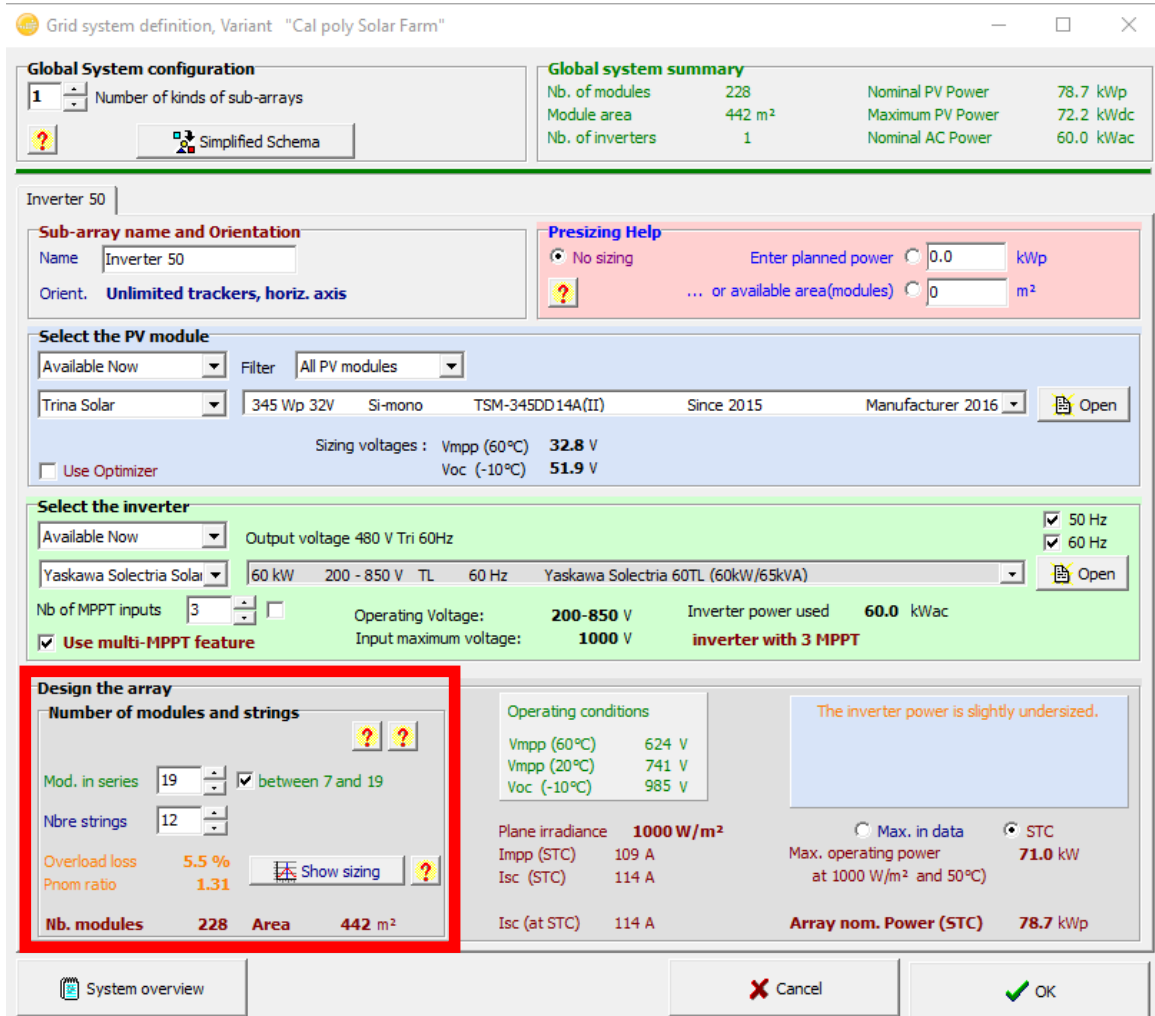 Grid system definition, Variant "Cal poly Solar Farm"
Global System configuration
1 Number of kinds of sub-arrays
? Simplified Schema
Global system summary
Nb. of modules 228 Nominal PV Power 78.7 kWp
Module area 442 m² Maximum PV Power 72.2 kWdc
Nb. of inverters 1 Nominal AC Power 60.0 kWac
Inverter 50
Sub-array name and Orientation
Name Inverter 50
Orient. Unlimited trackers, horiz. axis
Presizing Help
No sizing Enter planned power 0.0 kWp
? ... or available area(modules) 0 m²
Select the PV module
Available Now Filter All PV modules
Trina Solar 345 Wp 32V Si-mono TSM-345DD14A(II) Since 2015 Manufacturer 2016 Open
Sizing voltages : Vmpp (60°C) 32.8 V
Use Optimizer Voc (-10°C) 51.9 V
Select the inverter
50 Hz
Available Now Output voltage 480 V Tri 60Hz
60 Hz
Yaskawa Solectria Solar 60 kW 200 - 850 V TL 60 Hz Yaskawa Solectria 60TL (60kW/65kVA) Open
Nb of MPPT inputs 3 Operating Voltage: 200-850 V Inverter power used 60.0 kWac
Use multi-MPPT feature Input maximum voltage: 1000 V inverter with 3 MPPT
Design the array
Number of modules and strings
? ?
Mod. in series 19 between 7 and 19
Nbre strings 12
Overload loss 5.5 %
Pnom ratio 1.31
Show sizing ?
Nb. modules 228 Area 442 m²
Operating conditions
Vmpp (60°C) 624 V
Vmpp (20°C) 741 V
Voc (-10°C) 985 V
The inverter power is slightly undersized.
Plane irradiance 1000 W/m² Max. in data STC
Impp (STC) 109 A Max. operating power 71.0 kW
Isc (STC) 114 A at 1000 W/m² and 50°C)
Isc (at STC) 114 A Array nom. Power (STC) 78.7 kWp
System overview Cancel OK